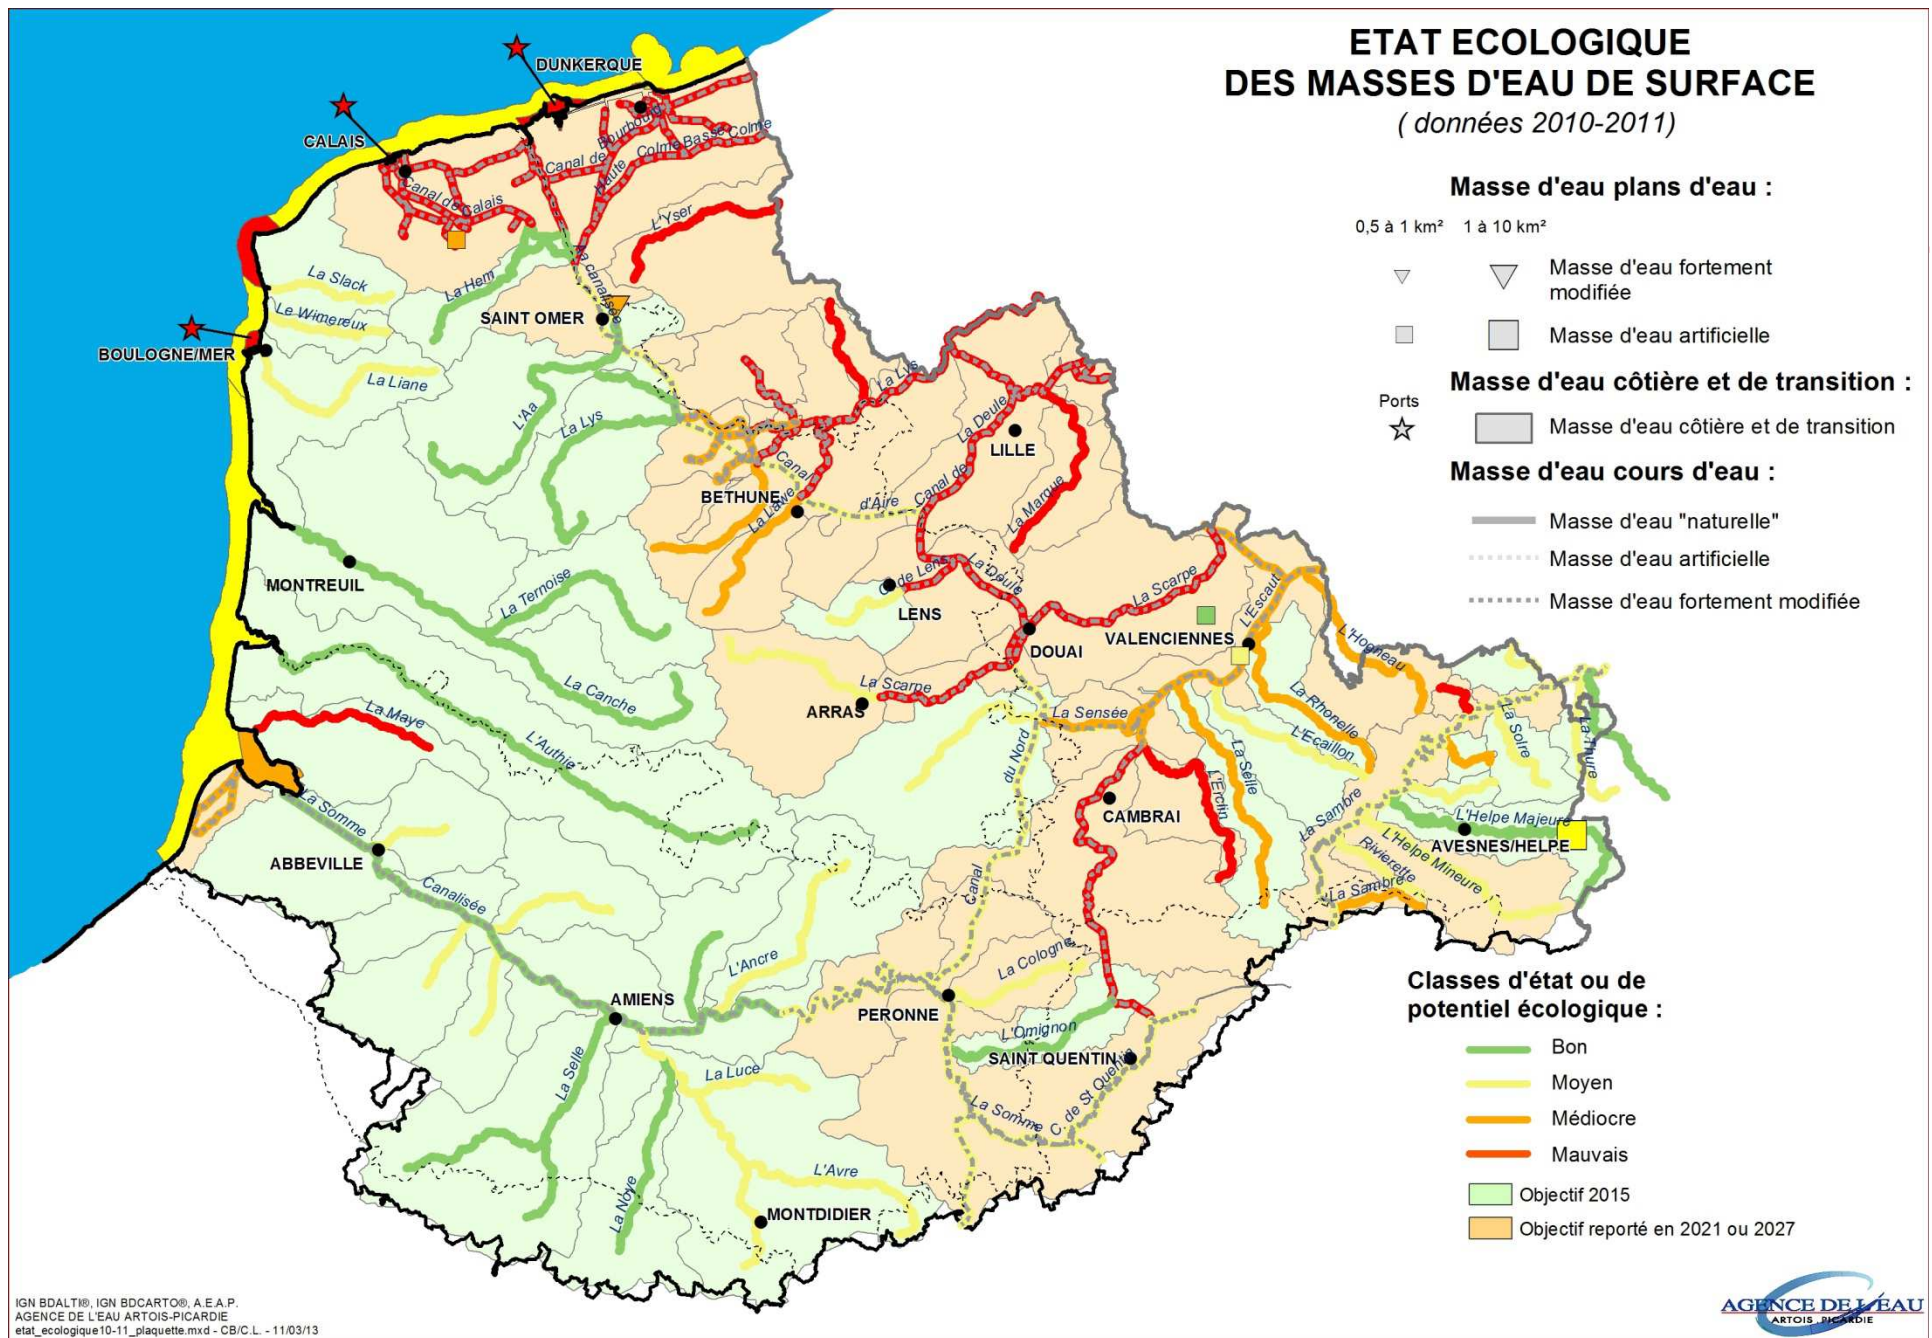 ETAT ECOLOGIQUE
DES MASSES D'EAU DE SURFACE
( données 2010-2011)
Masse d'eau plans d'eau :
0,5 à 1 km² 1 à 10 km²
Masse d'eau fortement
modifiée
Masse d'eau artificielle
Masse d'eau côtière et de transition :
Ports
Masse d'eau côtière et de transition
Masse d'eau cours d'eau :
Masse d'eau "naturelle"
Masse d'eau artificielle
Masse d'eau fortement modifiée
Classes d'état ou de
potentiel écologique :
Bon
Moyen
Médiocre
Mauvais
Objectif 2015
Objectif reporté en 2021 ou 2027
DUNKERQUE
CALAIS
Canal de
Bourbourg
Haute
Colme
Basse Colme
Canal de Calais
L'Yser
La Slack
La Hem
Le Wimereux
SAINT OMER
a canalisée
BOULOGNE/MER
La Liane
L'Aa
La Lys
La Lys
La Deule
LILLE
Canal
d'Aire
Canal de
BETHUNE
La Lawe
La Marque
MONTREUIL
La Ternoise
de Lens
La Doule
LENS
La Scarpe
L'Escaut
VALENCIENNES
DOUAI
L'Hogneau
La Canche
La Scarpe
ARRAS
La Sensée
La Rhonelle
L'Ecaillon
La Solre
La Thure
La Maye
L'Authie
du Nord
La Selle
L'Erclin
CAMBRAI
La Somme
ABBEVILLE
La Sambre
L'Helpe Majeure
AVESNES/HELPE
L'Helpe Mineure
Rivierette
La Sambre
Canalisée
Canal
L'Ancre
La Cologne
AMIENS
PERONNE
L'Omignon
SAINT QUENTIN
La Selle
La Luce
La Somme
C. de St Quentin
L'Avre
La Noye
MONTDIDIER
IGN BDALTI®, IGN BDCARTO®, A.E.A.P.
AGENCE DE L'EAU ARTOIS-PICARDIE
etat_ecologique10-11_plaquette.mxd - CB/C.L. - 11/03/13
AGENCE DE L'EAU
ARTOIS . PICARDIE